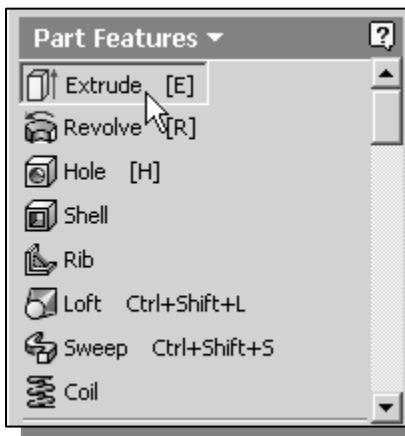 Part Features
?
Extrude [E]
Revolve [R]
Hole [H]
Shell
Rib
Loft Ctrl+Shift+L
Sweep Ctrl+Shift+S
Coil